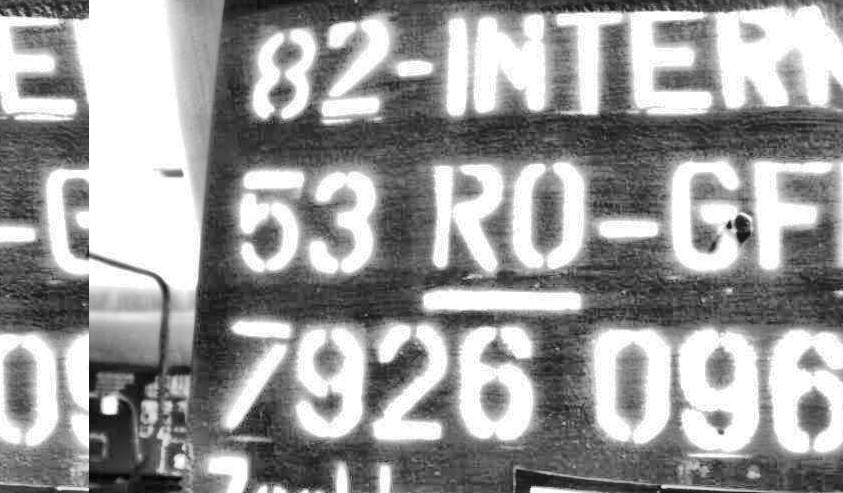 82-INTERN
53 RO-GF
7926 096